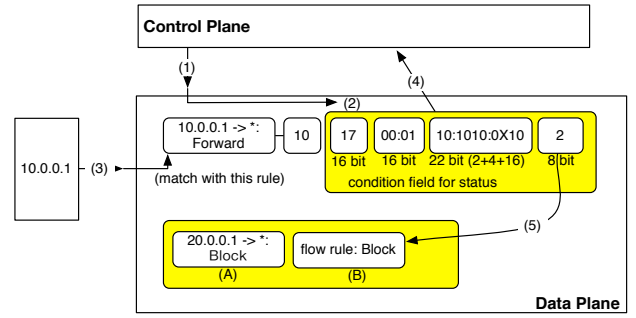 Control Plane
(1)
(4)
(2)
10.0.0.1 -> *:
Forward
10
17
00:01
10:1010:0X10
2
16 bit
16 bit
22 bit (2+4+16)
8 bit
10.0.0.1
(3)
(match with this rule)
condition field for status
(5)
20.0.0.1 -> *:
Block
flow rule: Block
(A)
(B)
Data Plane